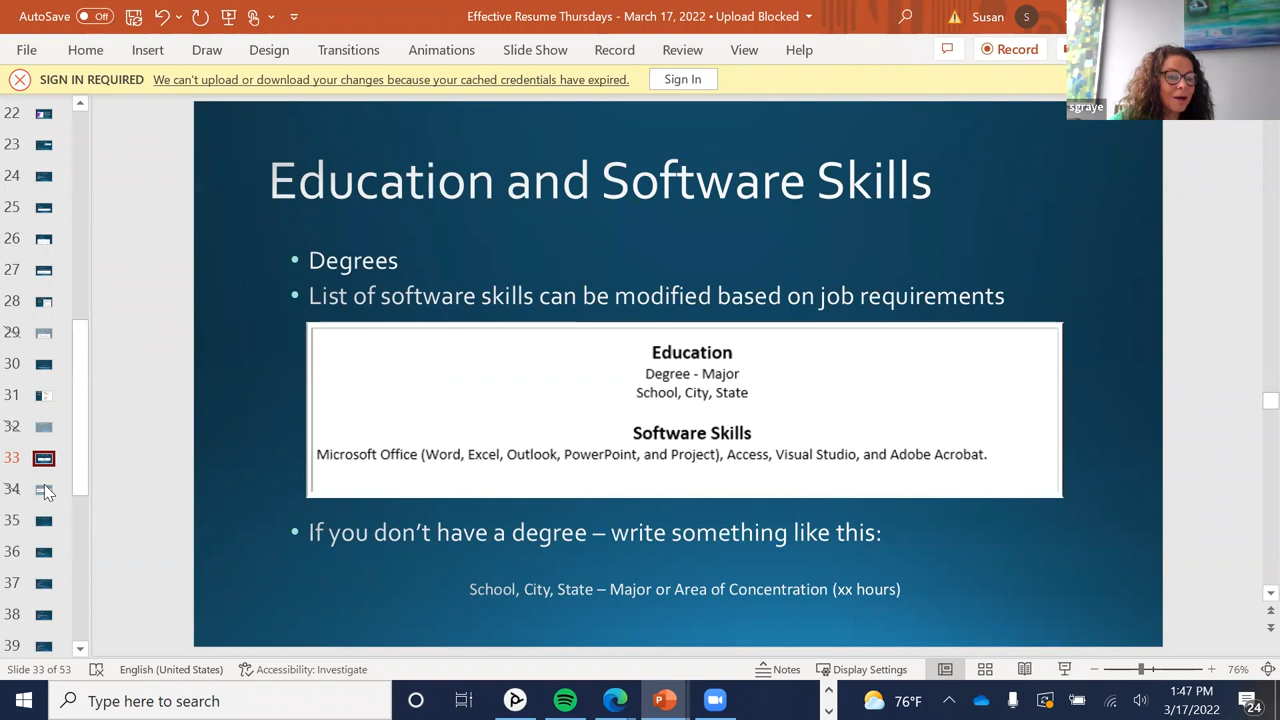 AutoSave Off Effective Resume Thursdays - March 17, 2022 • Upload Blocked Susan S
File Home Insert Draw Design Transitions Animations Slide Show Record Review View Help Record
SIGN IN REQUIRED We can't upload or download your changes because your cached credentials have expired. Sign In
sgraye
22
23
24
25
26
27
28
29
30
31
32
33
34
35
36
37
38
39
Education and Software Skills
• Degrees
• List of software skills can be modified based on job requirements
Education
Degree - Major
School, City, State
Software Skills
Microsoft Office (Word, Excel, Outlook, PowerPoint, and Project), Access, Visual Studio, and Adobe Acrobat.
• If you don't have a degree – write something like this:
School, City, State – Major or Area of Concentration (xx hours)
Slide 33 of 53 English (United States) Accessibility: Investigate Notes Display Settings 76%
Type here to search 76°F 1:47 PM
3/17/2022 24